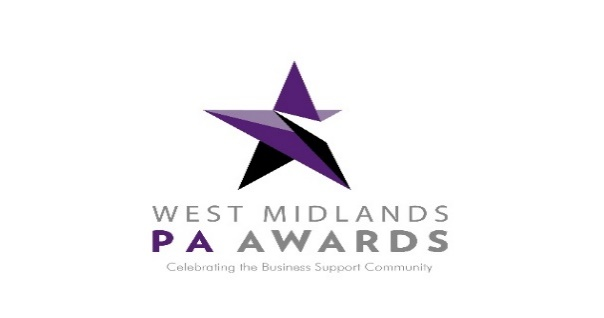 WEST MIDLANDS
PA AWARDS
Celebrating the Business Support Community